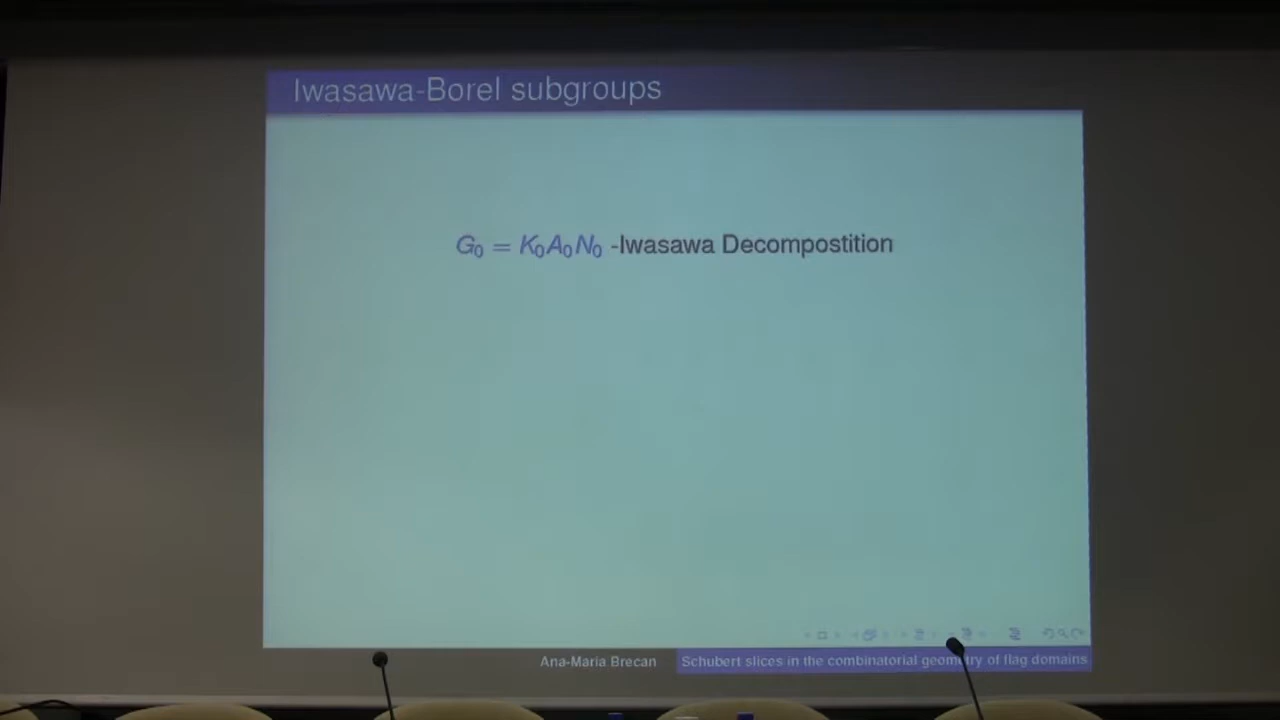 Iwasawa-Borel subgroups
G₀ = K₀A₀N₀ -Iwasawa Decompostition
Ana-Maria Brecan
Schubert slices in the combinatorial geometry of flag domains